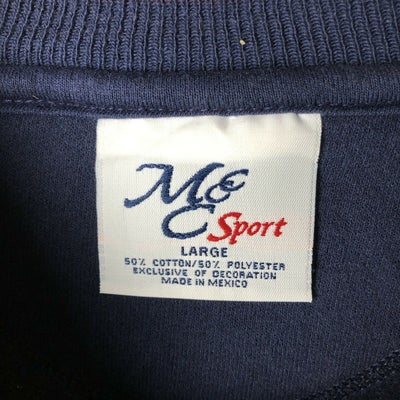 M&C
Sport
LARGE
50% COTTON/50% POLYESTER
EXCLUSIVE OF DECORATION
MADE IN MEXICO